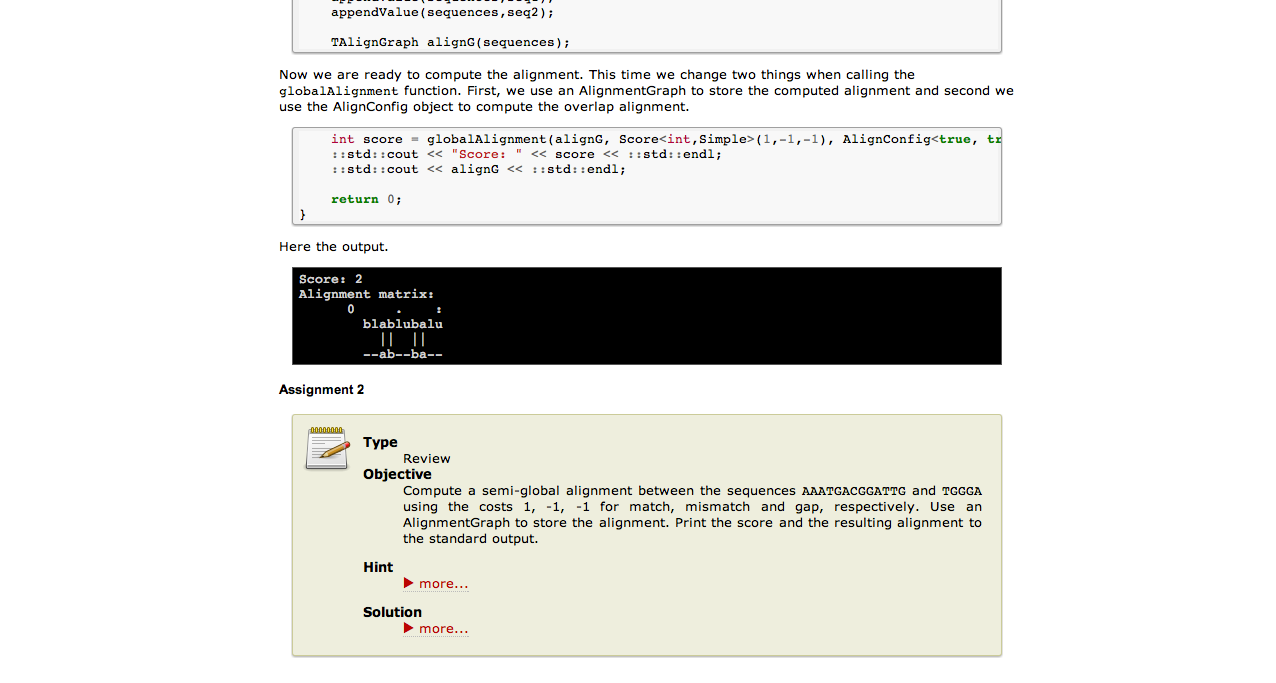 appendValue(sequences,seq2);
TAlignGraph alignG(sequences);
Now we are ready to compute the alignment. This time we change two things when calling the
globalAlignment function. First, we use an AlignmentGraph to store the computed alignment and second we
use the AlignConfig object to compute the overlap alignment.
int score = globalAlignment(alignG, Score<int,Simple>(1,-1,-1), AlignConfig<true, tr
::std::cout << "Score: " << score << ::std::endl;
::std::cout << alignG << ::std::endl;
return 0;
}
Here the output.
Score: 2
Alignment matrix:
0     .    :
blablubalu
||  ||
--ab--ba--
Assignment 2
Type
Review
Objective
Compute a semi-global alignment between the sequences AAATGACGGATTG and TGGGA
using the costs 1, -1, -1 for match, mismatch and gap, respectively. Use an
AlignmentGraph to store the alignment. Print the score and the resulting alignment to
the standard output.
Hint
▶ more...
Solution
▶ more...